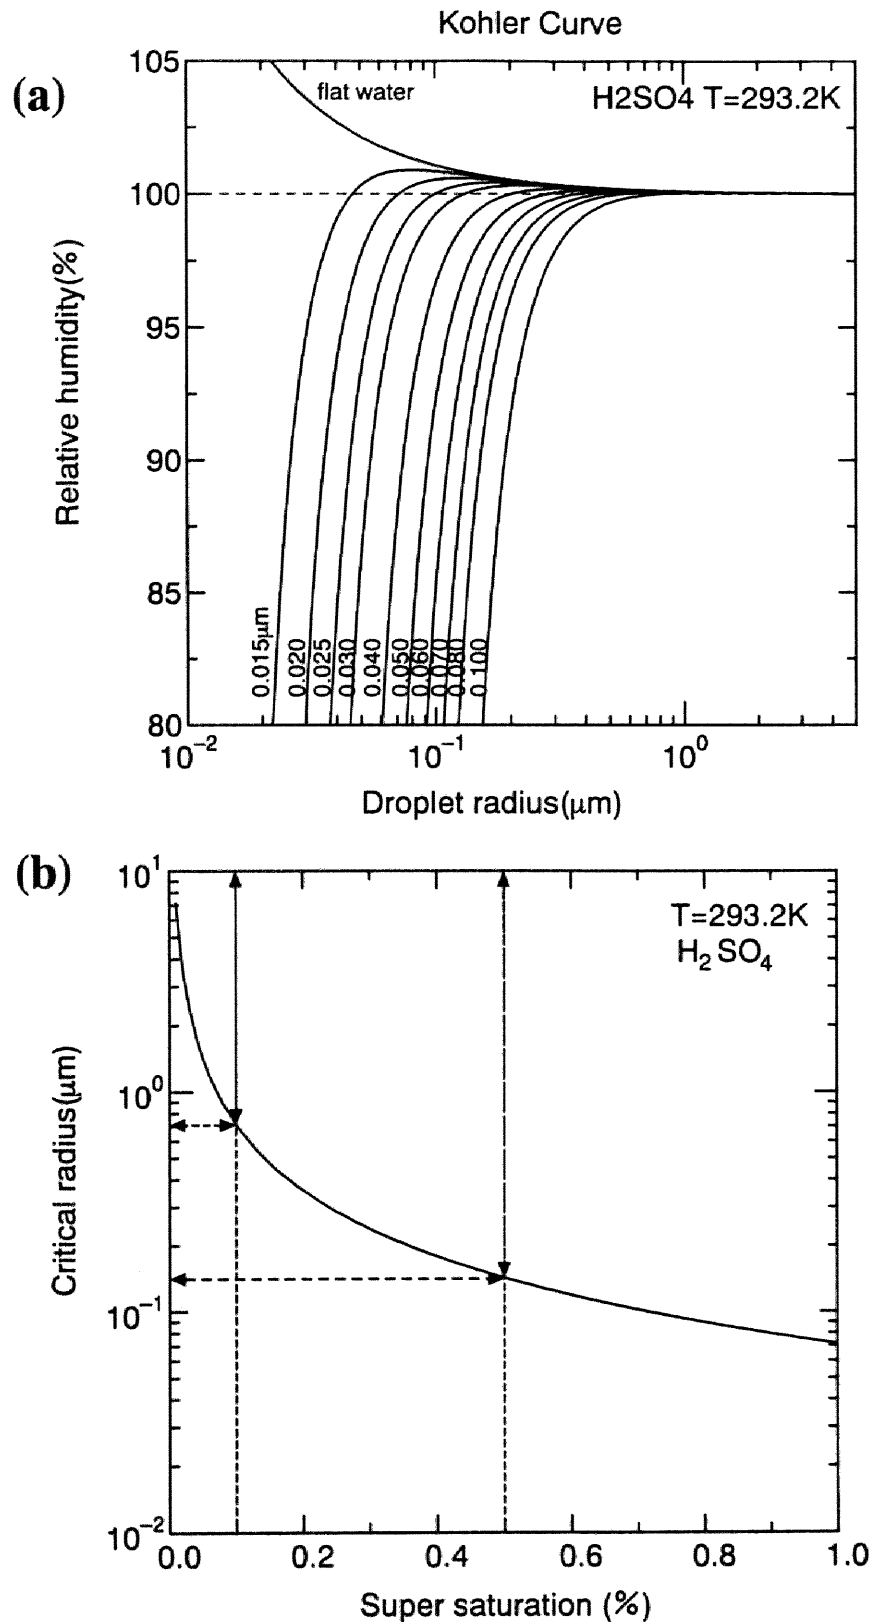 Kohler Curve
(a)
105
100
95
90
85
80
Relative humidity(%)
flat water
H2SO4 T=293.2K
0.015μm
0.020
0.025
0.030
0.040
0.050
0.060
0.070
0.080
0.100
10⁻²
10⁻¹
10⁰
Droplet radius(μm)
(b)
10¹
10⁰
10⁻¹
10⁻²
Critical radius(μm)
T=293.2K
H₂SO₄
0.0
0.2
0.4
0.6
0.8
1.0
Super saturation (%)